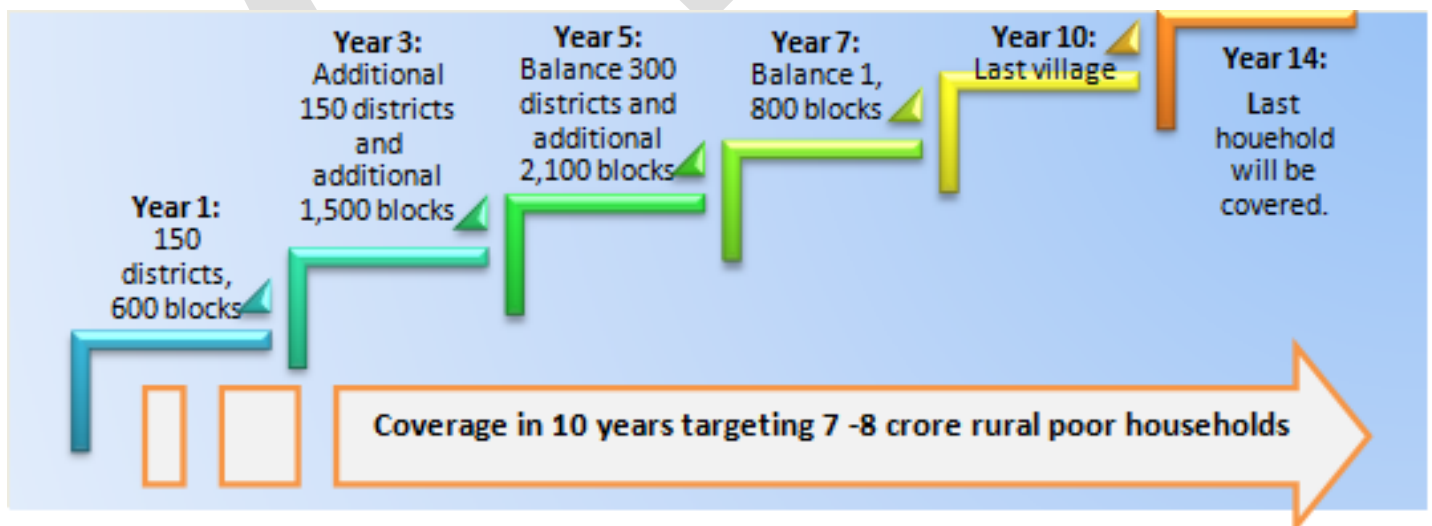 Year 1:
150
districts,
600 blocks
Year 3:
Additional
150 districts
and
additional
1,500 blocks
Year 5:
Balance 300
districts and
additional
2,100 blocks
Year 7:
Balance 1,
800 blocks
Year 10:
Last village
Year 14:
Last
houehold
will be
covered.
Coverage in 10 years targeting 7 -8 crore rural poor households